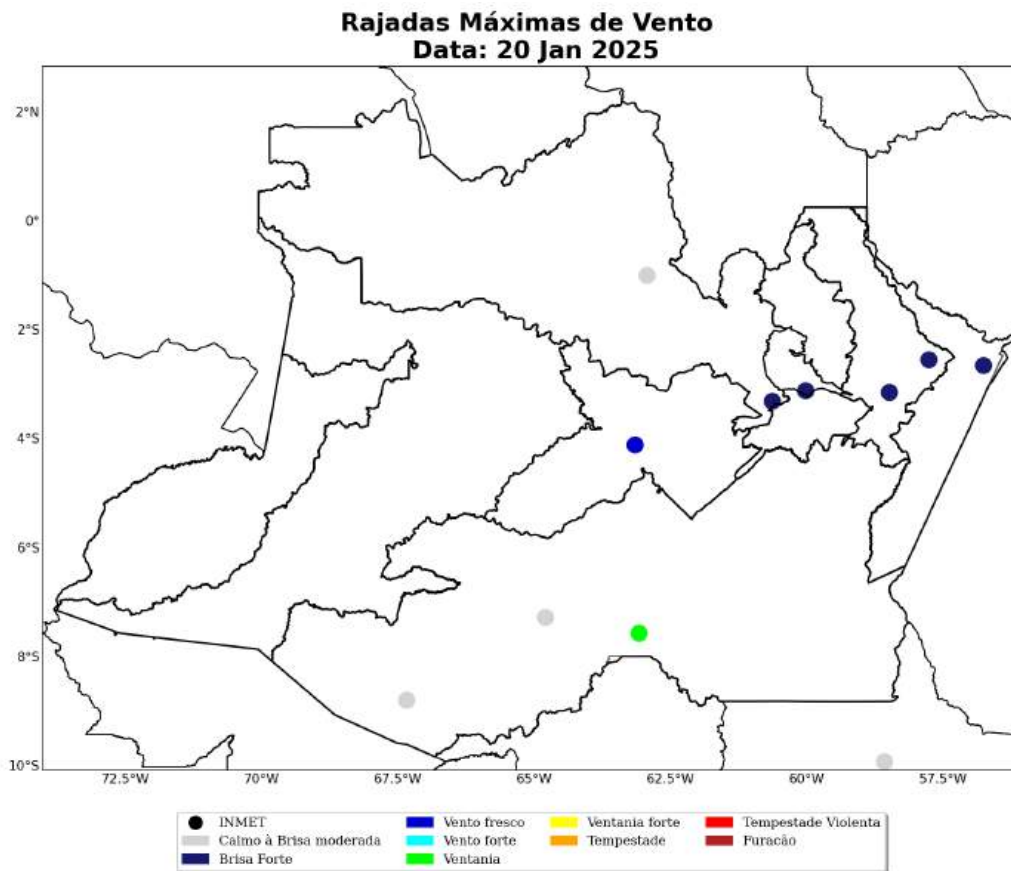 Rajadas Máximas de Vento
Data: 20 Jan 2025
2°N
0°
2°S
4°S
6°S
8°S
10°S
72.5°W 70°W 67.5°W 65°W 62.5°W 60°W 57.5°W
INMET
Calmo à Brisa moderada
Brisa Forte
Vento fresco
Vento forte
Ventania
Ventania forte
Tempestade
Tempestade Violenta
Furacão